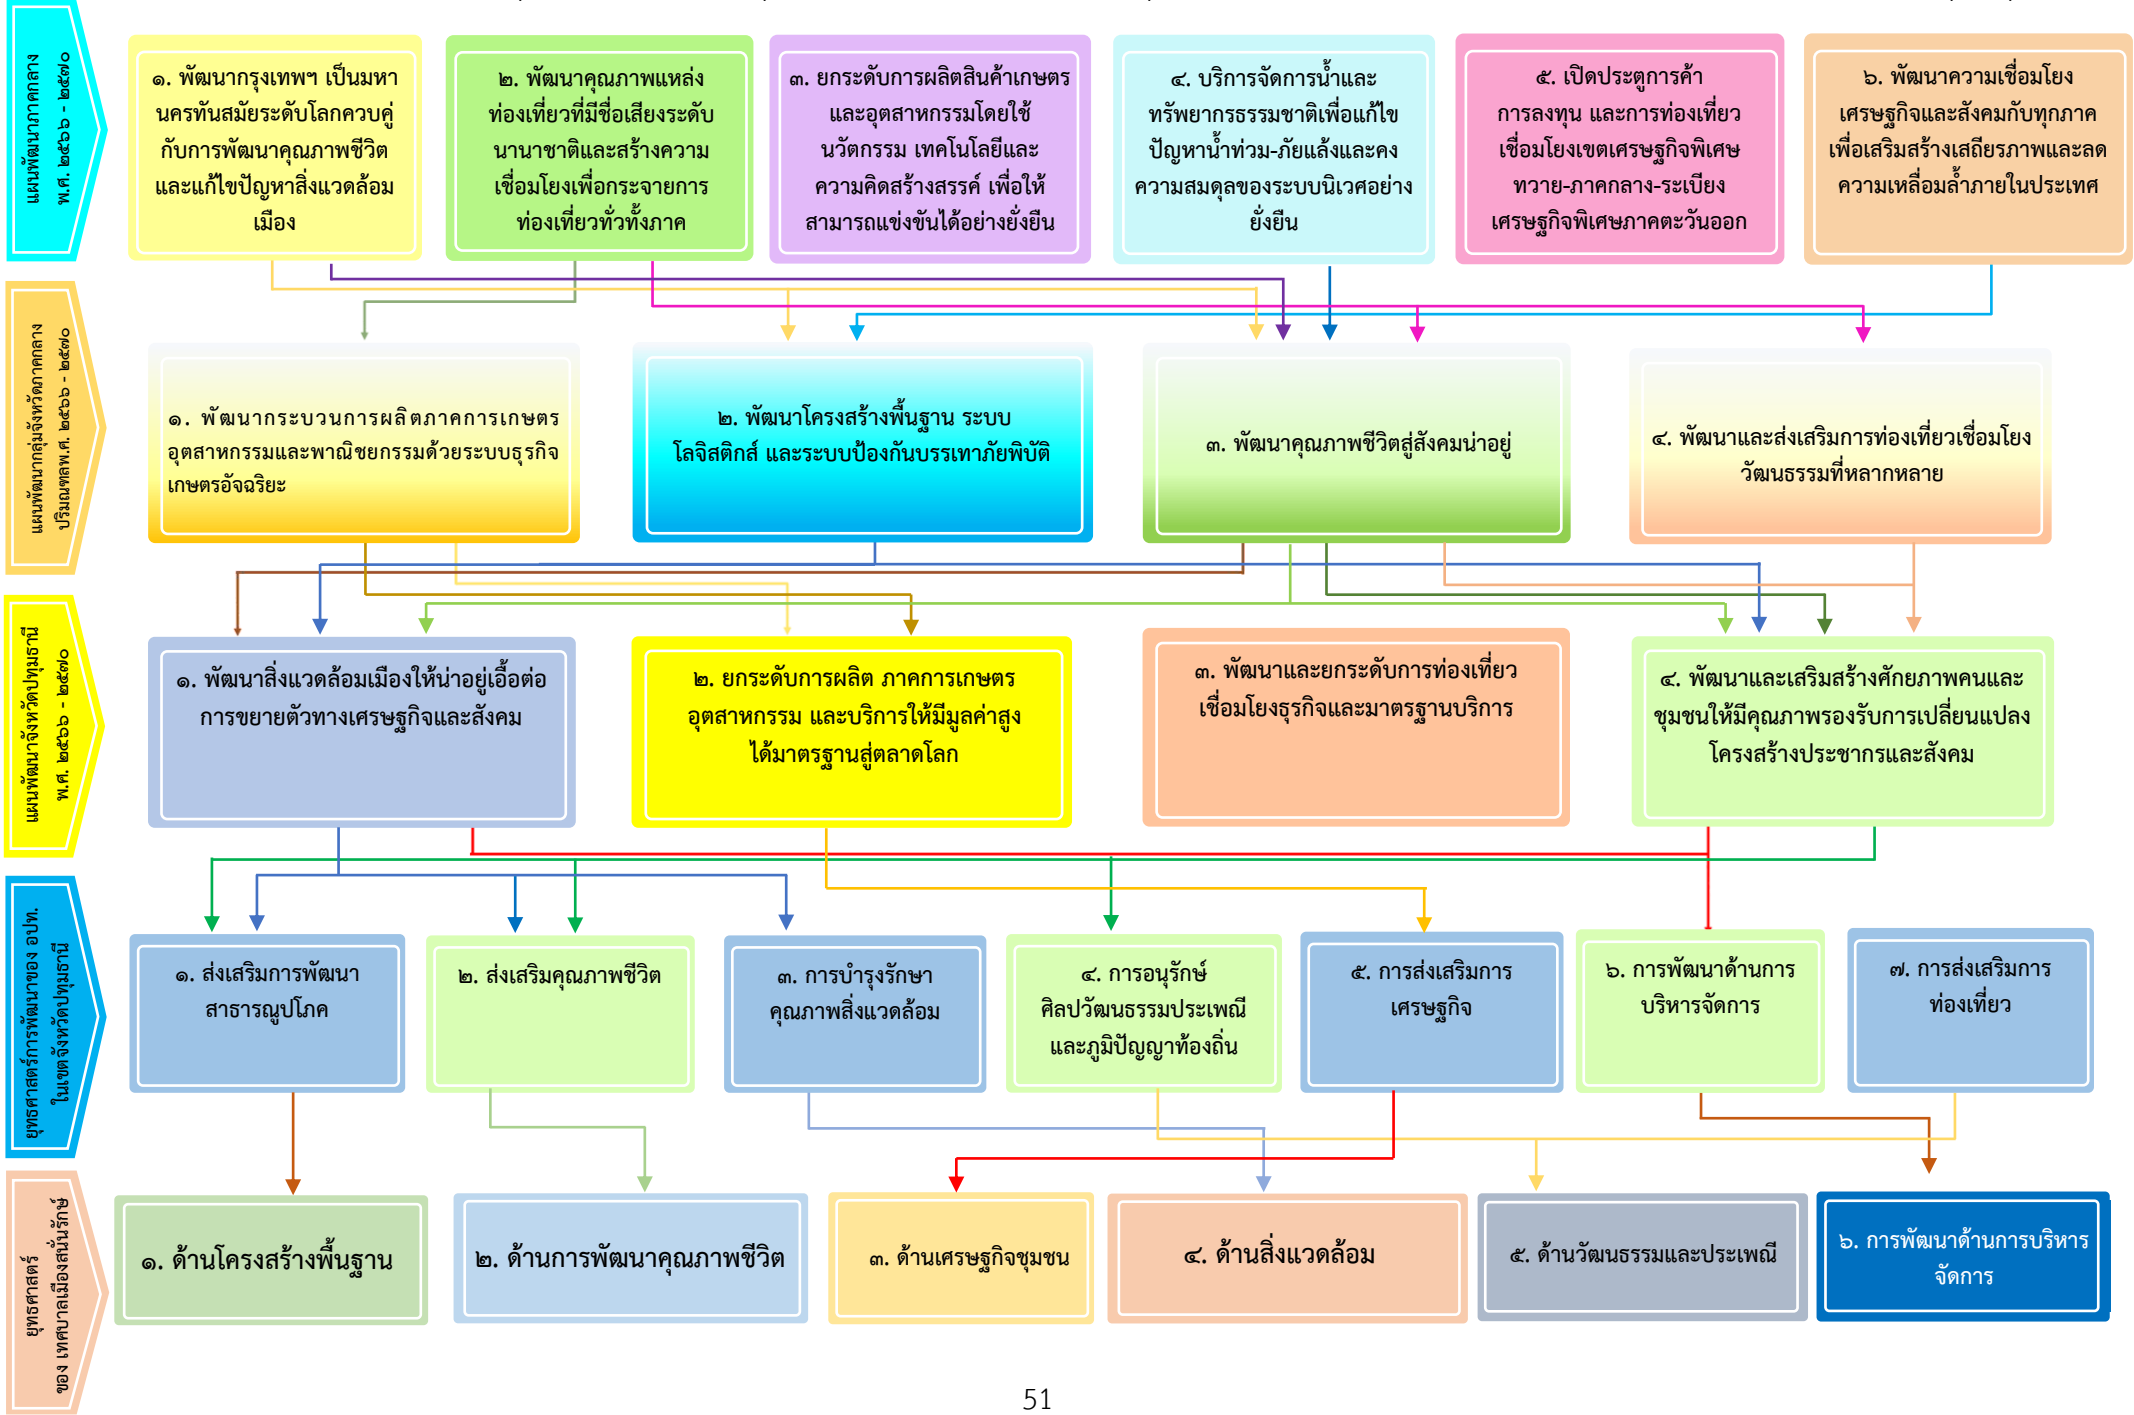 แผนพัฒนาภาคกลาง
พ.ศ. ๒๕๖๖ - ๒๕๗๐
๑. พัฒนากรุงเทพฯ เป็นมหา
นครทันสมัยระดับโลกควบคู่
กับการพัฒนาคุณภาพชีวิต
และแก้ไขปัญหาสิ่งแวดล้อม
เมือง
๒. พัฒนาคุณภาพแหล่ง
ท่องเที่ยวที่มีชื่อเสียงระดับ
นานาชาติและสร้างความ
เชื่อมโยงเพื่อกระจายการ
ท่องเที่ยวทั่วทั้งภาค
๓. ยกระดับการผลิตสินค้าเกษตร
และอุตสาหกรรมโดยใช้
นวัตกรรม เทคโนโลยีและ
ความคิดสร้างสรรค์ เพื่อให้
สามารถแข่งขันได้อย่างยั่งยืน
๔. บริการจัดการน้ำและ
ทรัพยากรธรรมชาติเพื่อแก้ไข
ปัญหาน้ำท่วม-ภัยแล้งและคง
ความสมดุลของระบบนิเวศอย่าง
ยั่งยืน
๕. เปิดประตูการค้า
การลงทุน และการท่องเที่ยว
เชื่อมโยงเขตเศรษฐกิจพิเศษ
ทวาย-ภาคกลาง-ระเบียง
เศรษฐกิจพิเศษภาคตะวันออก
๖. พัฒนาความเชื่อมโยง
เศรษฐกิจและสังคมกับทุกภาค
เพื่อเสริมสร้างเสถียรภาพและลด
ความเหลื่อมล้ำภายในประเทศ
แผนพัฒนากลุ่มจังหวัดภาคกลาง
ปริมณฑลพ.ศ. ๒๕๖๖ - ๒๕๗๐
๑. พัฒนากระบวนการผลิตภาคการเกษตร
อุตสาหกรรมและพาณิชยกรรมด้วยระบบธุรกิจ
เกษตรอัจฉริยะ
๒. พัฒนาโครงสร้างพื้นฐาน ระบบ
โลจิสติกส์ และระบบป้องกันบรรเทาภัยพิบัติ
๓. พัฒนาคุณภาพชีวิตสู่สังคมน่าอยู่
๔. พัฒนาและส่งเสริมการท่องเที่ยวเชื่อมโยง
วัฒนธรรมที่หลากหลาย
แผนพัฒนาจังหวัดปทุมธานี
พ.ศ. ๒๕๖๖ - ๒๕๗๐
๑. พัฒนาสิ่งแวดล้อมเมืองให้น่าอยู่เอื้อต่อ
การขยายตัวทางเศรษฐกิจและสังคม
๒. ยกระดับการผลิต ภาคการเกษตร
อุตสาหกรรม และบริการให้มีมูลค่าสูง
ได้มาตรฐานสู่ตลาดโลก
๓. พัฒนาและยกระดับการท่องเที่ยว
เชื่อมโยงธุรกิจและมาตรฐานบริการ
๔. พัฒนาและเสริมสร้างศักยภาพคนและ
ชุมชนให้มีคุณภาพรองรับการเปลี่ยนแปลง
โครงสร้างประชากรและสังคม
ยุทธศาสตร์การพัฒนาของ อปท.
ในเขตจังหวัดปทุมธานี
๑. ส่งเสริมการพัฒนา
สาธารณูปโภค
๒. ส่งเสริมคุณภาพชีวิต
๓. การบำรุงรักษา
คุณภาพสิ่งแวดล้อม
๔. การอนุรักษ์
ศิลปวัฒนธรรมประเพณี
และภูมิปัญญาท้องถิ่น
๕. การส่งเสริมการ
เศรษฐกิจ
๖. การพัฒนาด้านการ
บริหารจัดการ
๗. การส่งเสริมการ
ท่องเที่ยว
ยุทธศาสตร์
ของ เทศบาลเมืองสนั่นรักษ์
๑. ด้านโครงสร้างพื้นฐาน
๒. ด้านการพัฒนาคุณภาพชีวิต
๓. ด้านเศรษฐกิจชุมชน
๔. ด้านสิ่งแวดล้อม
๕. ด้านวัฒนธรรมและประเพณี
๖. การพัฒนาด้านการบริหาร
จัดการ
51